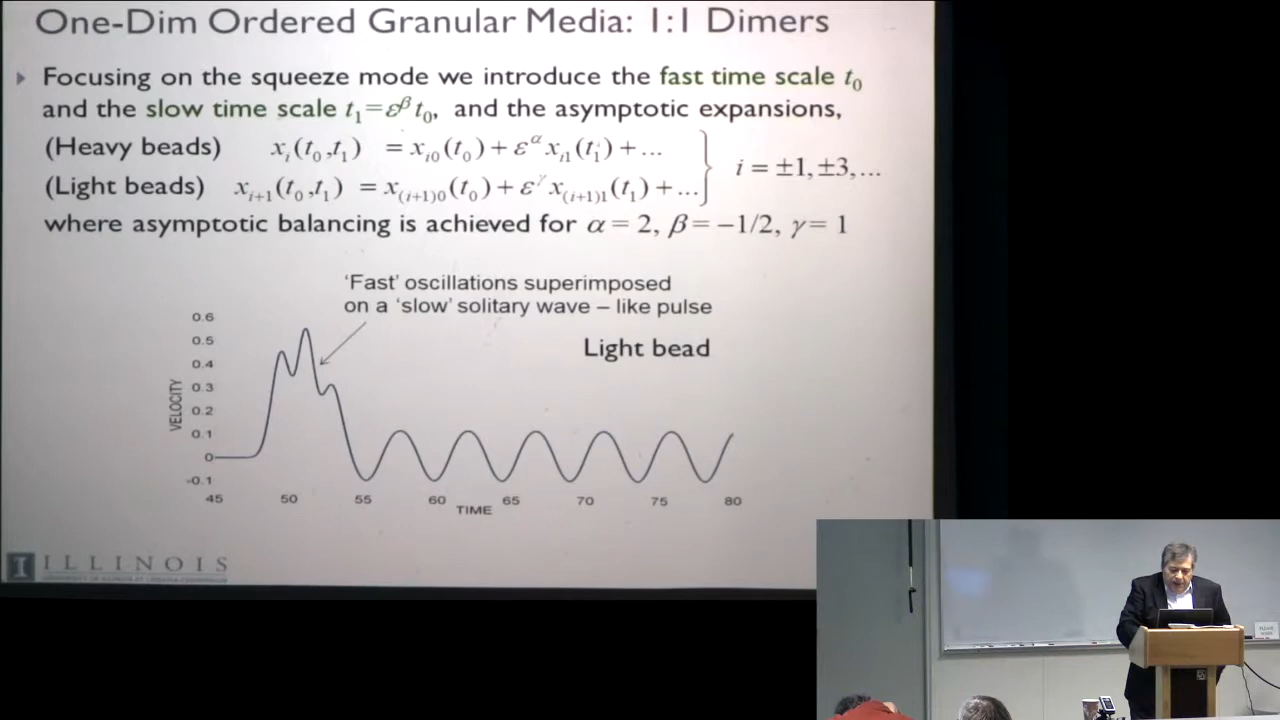 One-Dim Ordered Granular Media: 1:1 Dimers
Focusing on the squeeze mode we introduce the fast time scale t₀
and the slow time scale t₁=εᵝ t₀, and the asymptotic expansions,
(Heavy beads) xᵢ(t₀,t₁) = xᵢ₀(t₀)+εᵅxᵢ₁(t₁)+...
i = ±1,±3,...
(Light beads) xᵢ₊₁(t₀,t₁) = x₍ᵢ₊₁₎₀(t₀)+εᵞx₍ᵢ₊₁₎₁(t₁)+...
where asymptotic balancing is achieved for α = 2, β = −1/2, γ = 1
'Fast' oscillations superimposed
on a 'slow' solitary wave – like pulse
Light bead
0.6
0.5
0.4
0.3
0.2
0.1
0
-0.1
VELOCITY
45 50 55 60 65 70 75 80
TIME
I ILLINOIS